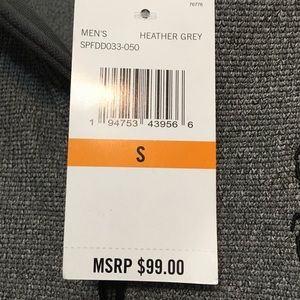 76776
MEN'S HEATHER GREY
SPFDD033-050
1 94753 43956 6
S
MSRP $99.00